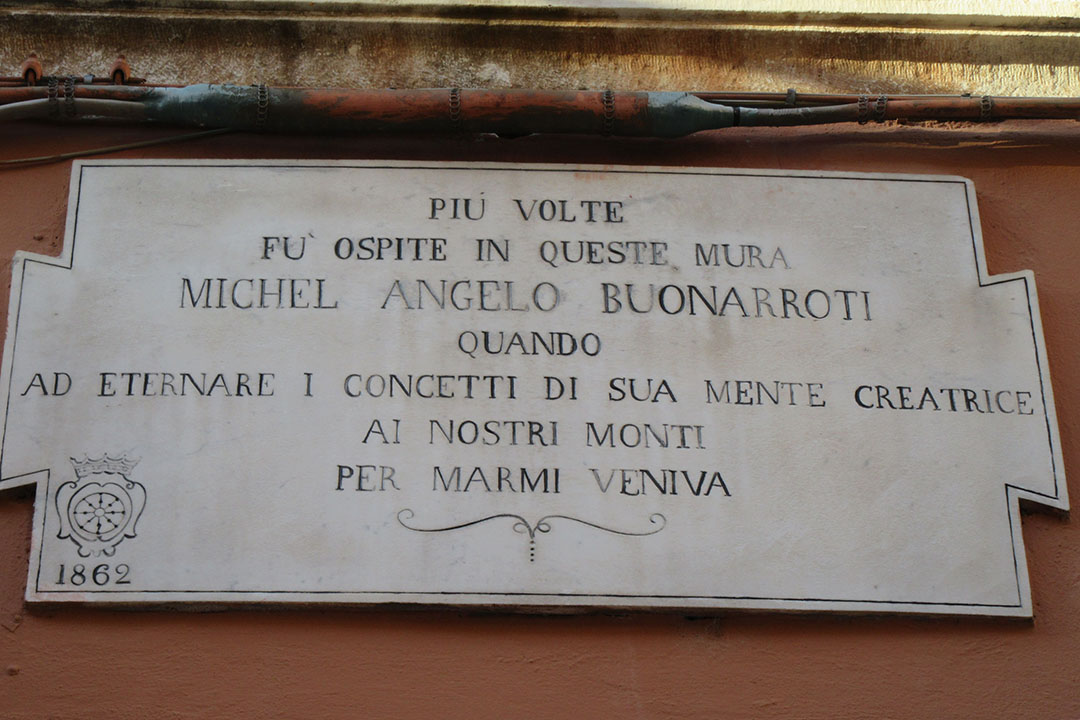 PIÚ VOLTE
FU' OSPITE IN QUESTE MURA
MICHEL ANGELO BUONARROTI
QUANDO
AD ETERNARE I CONCETTI DI SUA MENTE CREATRICE
AI NOSTRI MONTI
PER MARMI VENIVA
1862